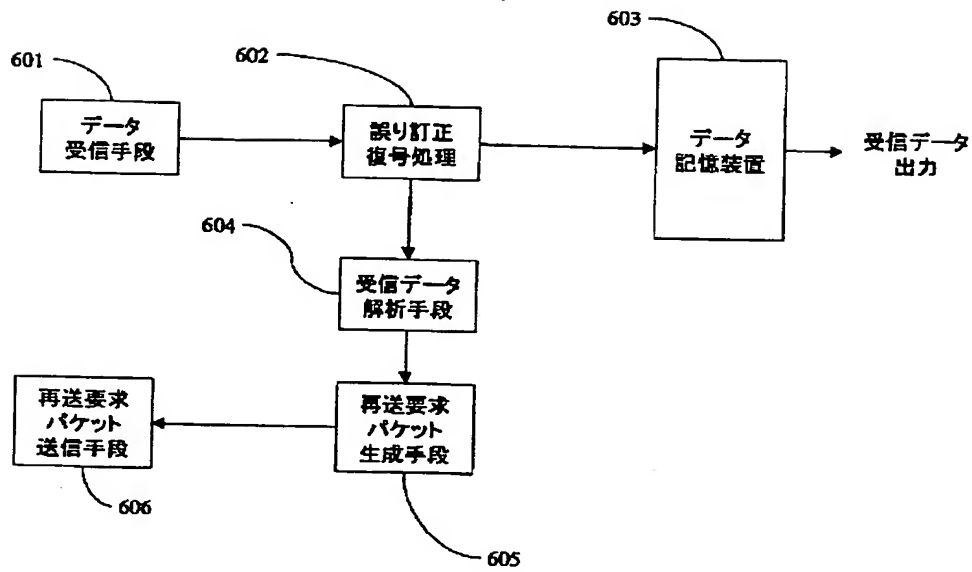 603
602
601
データ
受信手段
誤り訂正
復号処理
データ
記憶装置
受信データ
出力
604
受信データ
解析手段
再送要求
パケット
送信手段
再送要求
パケット
生成手段
606
605